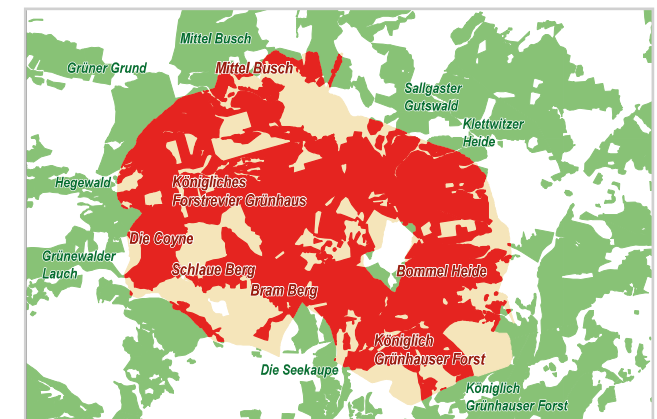 Mittel Busch
Grüner Grund
Mittel Busch
Sallgaster
Gutswald
Klettwitzer
Heide
Hegewald
Königliches
Forstrevier Grünhaus
Die Coyne
Grünewalder
Lauch
Schlaue Berg
Bommel Heide
Bram Berg
Königlich
Grünhauser Forst
Die Seekaupe
Königlich
Grünhauser Forst